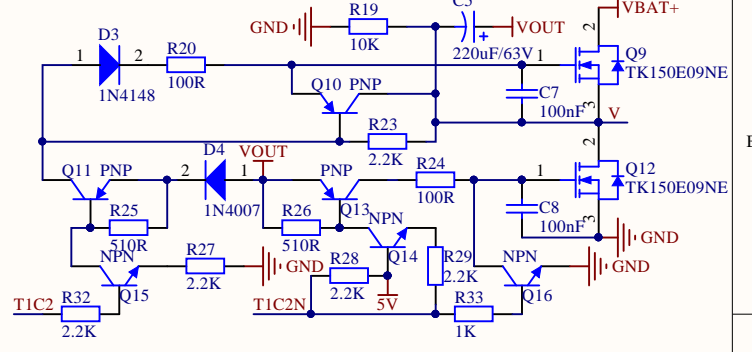 C5
VBAT+
R19
GND
VOUT
10K
2
D3
220uF/63V
Q9
1
2
R20
1
TK150E09NE
Q10
PNP
C7
1N4148
100R
100nF
3
R23
V
2.2K
2
D4
VOUT
Q11
PNP
2
1
PNP
R24
1
Q12
TK150E09NE
1N4007
100R
C8
R25
R26
Q13
NPN
100nF
3
510R
510R
GND
NPN
R27
GND
R28
Q14
R29
NPN
GND
2.2K
2.2K
Q15
2.2K
Q16
T1C2
R32
T1C2N
5V
R33
2.2K
1K